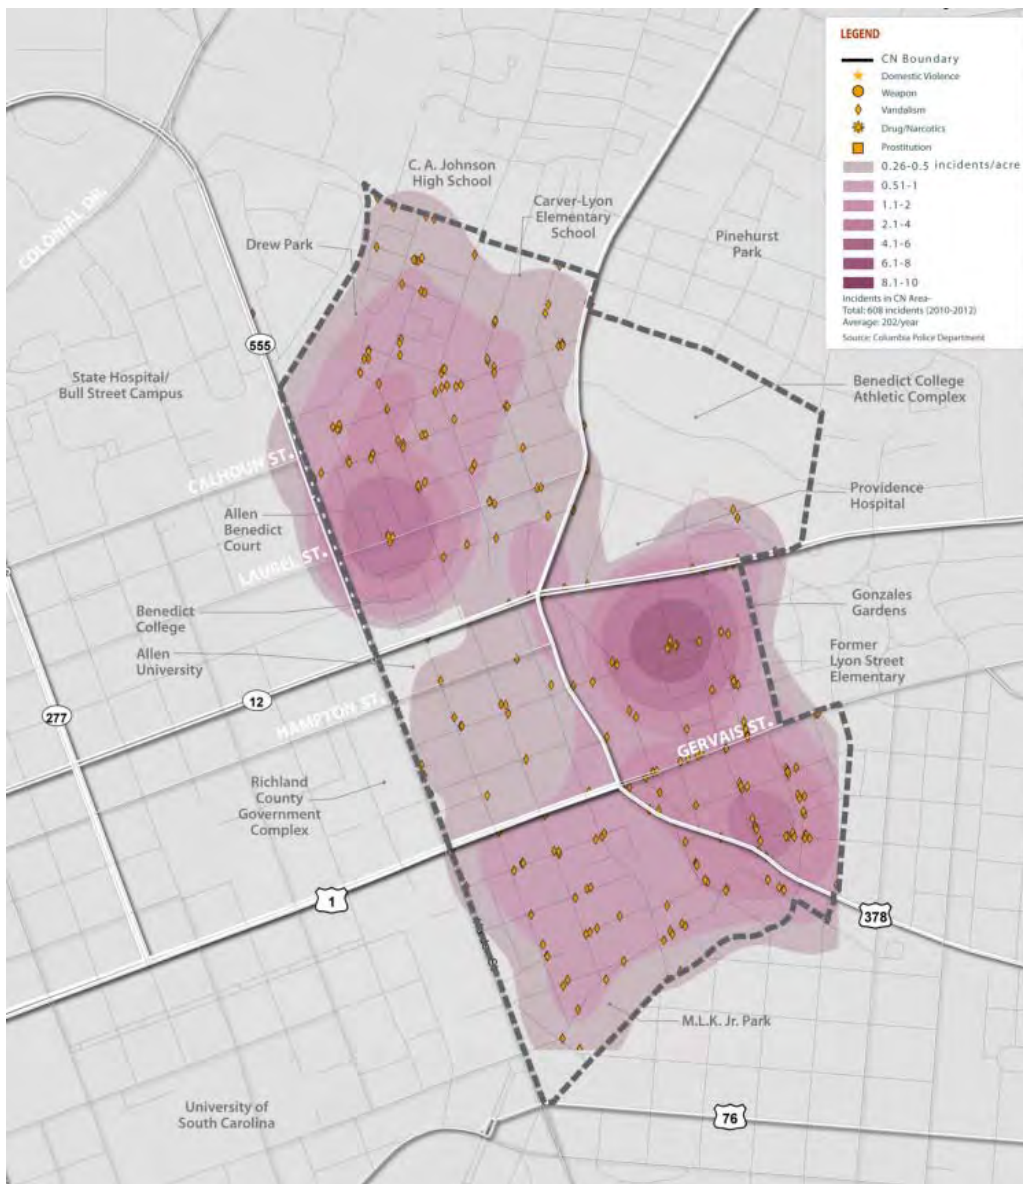 LEGEND
CN Boundary
Domestic Violence
Weapon
Vandalism
Drug/Narcotics
Prostitution
0.26-0.5 incidents/acre
0.51-1
1.1-2
2.1-4
4.1-6
6.1-8
8.1-10
Incidents in CN Area-
Total: 608 incidents (2010-2012)
Average: 202/year
Source: Columbia Police Department
C. A. Johnson
High School
Carver-Lyon
Elementary
School
COLONIAL DR.
Drew Park
Pinehurst
Park
555
State Hospital/
Bull Street Campus
Benedict College
Athletic Complex
CALHOUN ST.
Providence
Hospital
Allen
Benedict
Court
LAUREL ST.
Benedict
College
Gonzales
Gardens
Allen
University
Former
Lyon Street
Elementary
12
277
HAMPTON ST.
GERVAIS ST.
Richland
County
Government
Complex
1
378
M.L.K. Jr. Park
University of
South Carolina
76